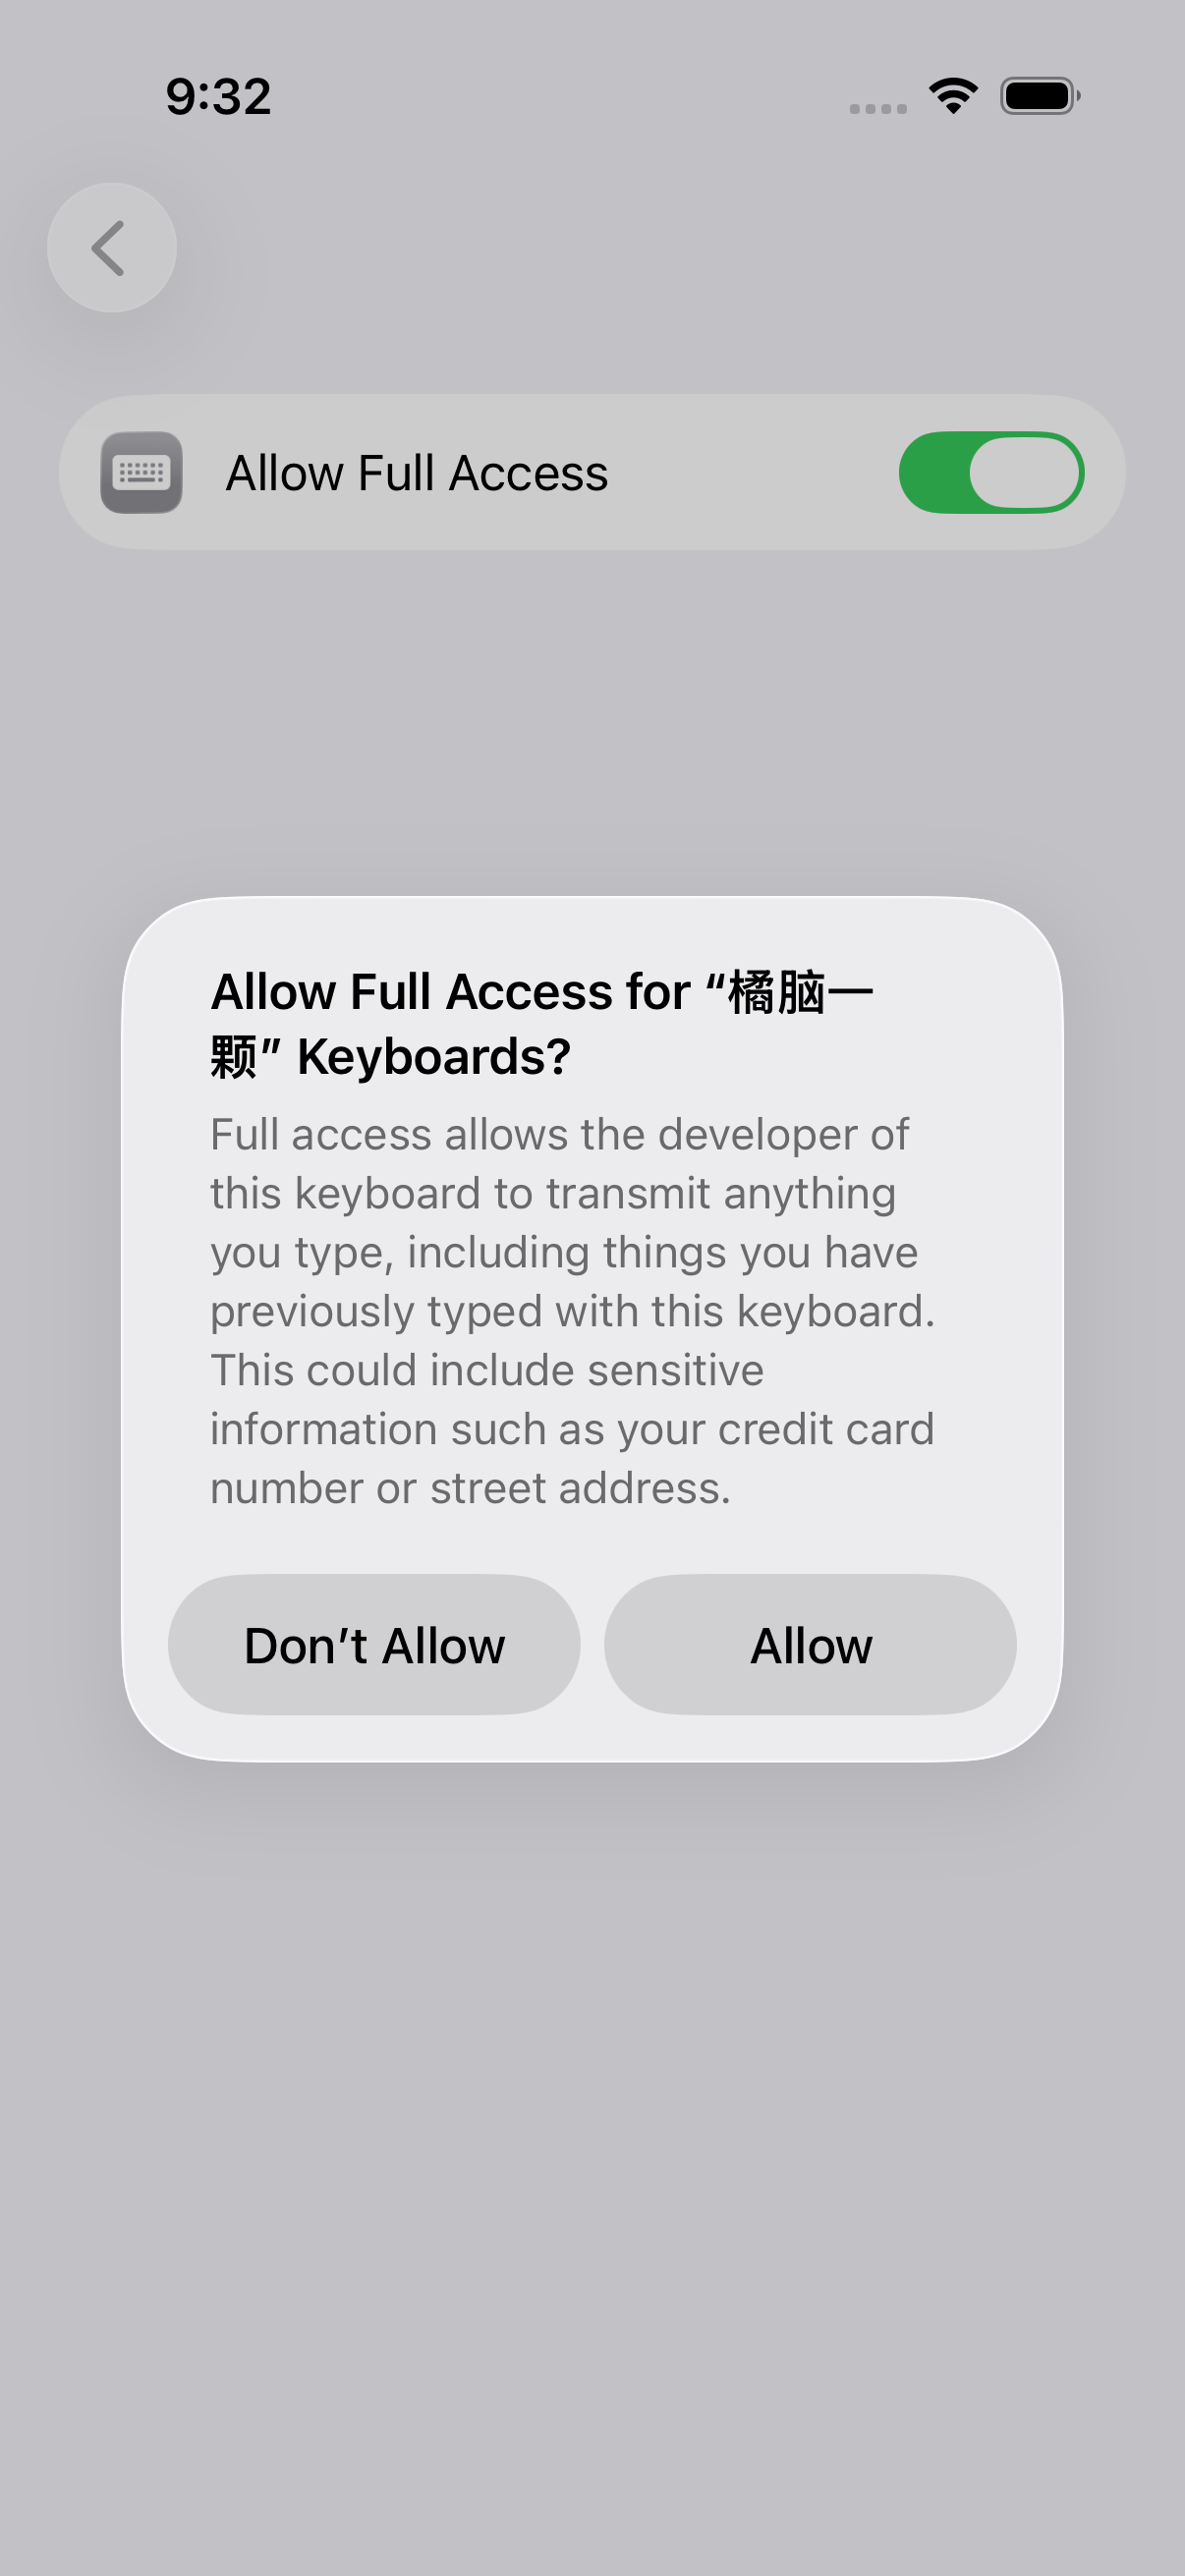 9:32
Allow Full Access
Allow Full Access for “橘脑一
颗” Keyboards?
Full access allows the developer of
this keyboard to transmit anything
you type, including things you have
previously typed with this keyboard.
This could include sensitive
information such as your credit card
number or street address.
Don’t Allow
Allow